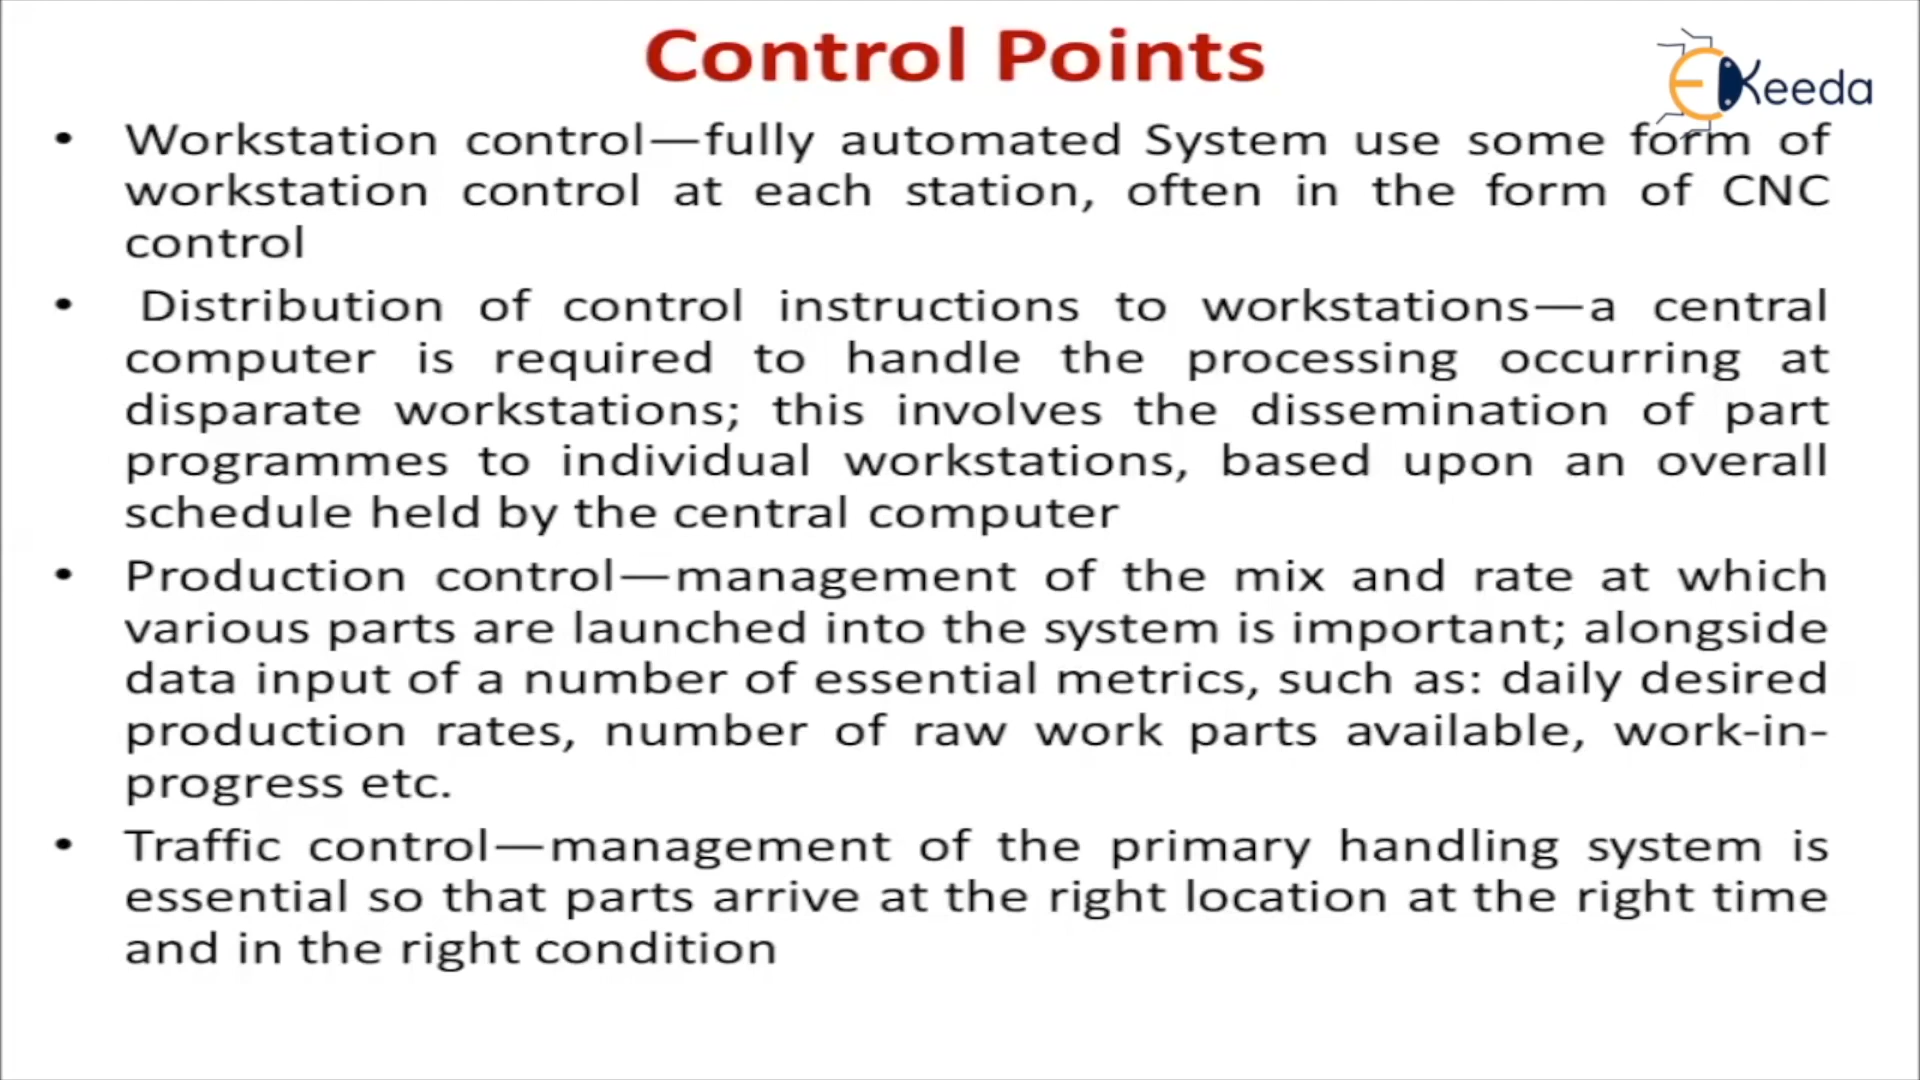 Control Points
EKeeda
• Workstation control—fully automated System use some form of
workstation control at each station, often in the form of CNC
control
• Distribution of control instructions to workstations—a central
computer is required to handle the processing occurring at
disparate workstations; this involves the dissemination of part
programmes to individual workstations, based upon an overall
schedule held by the central computer
• Production control—management of the mix and rate at which
various parts are launched into the system is important; alongside
data input of a number of essential metrics, such as: daily desired
production rates, number of raw work parts available, work-in-
progress etc.
• Traffic control—management of the primary handling system is
essential so that parts arrive at the right location at the right time
and in the right condition